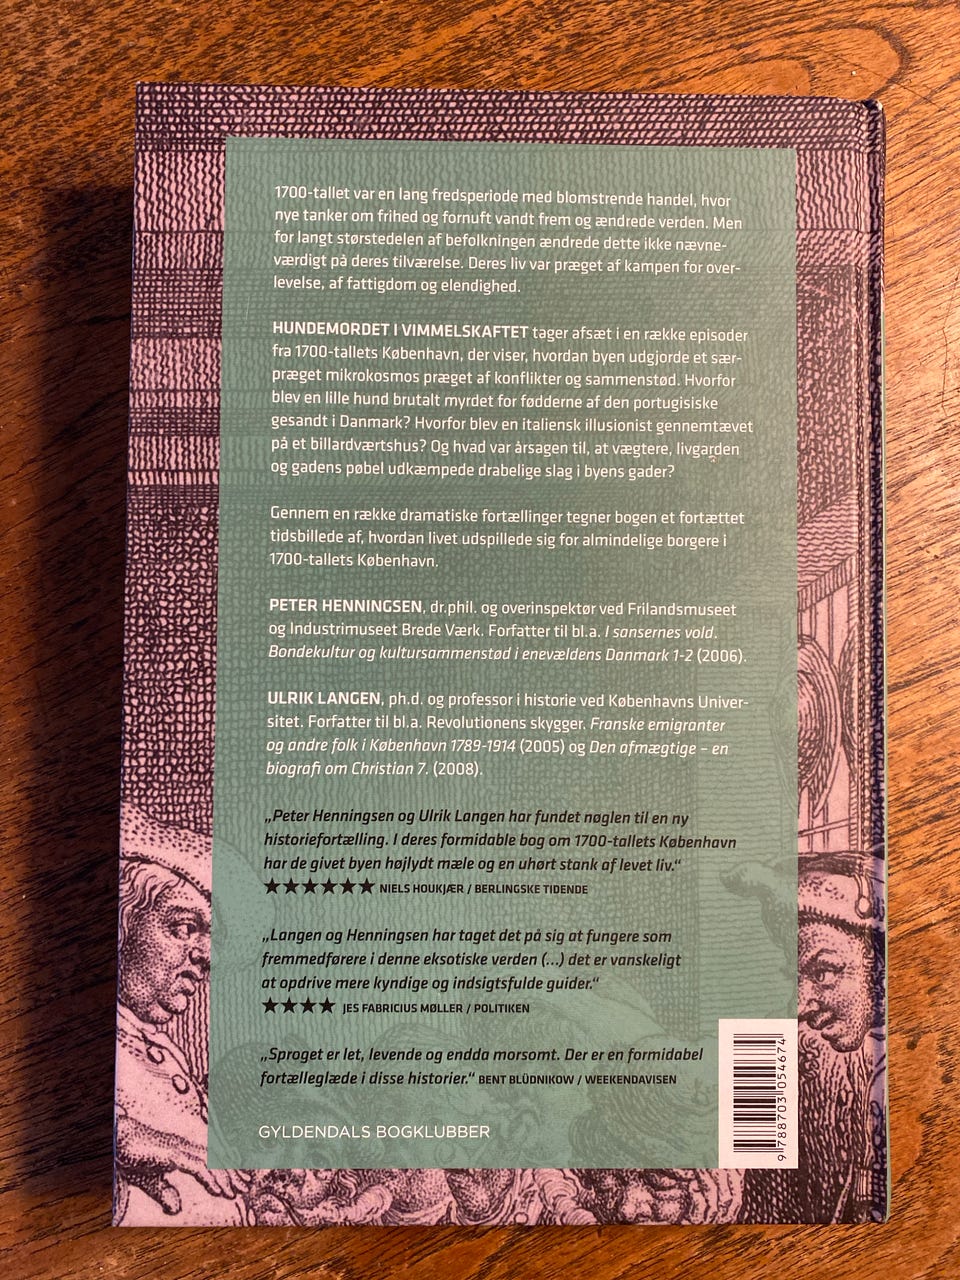 1700-tallet var en lang fredsperiode med blomstrende handel, hvor
nye tanker om frihed og fornuft vandt frem og ændrede verden. Men
for langt størstedelen af befolkningen ændrede dette ikke nævne-
værdigt på deres tilværelse. Deres liv var præget af kampen for over-
levelse, af fattigdom og elendighed.
HUNDEMORDET I VIMMELSKAFTET tager afsæt i en række episoder
fra 1700-tallets København, der viser, hvordan byen udgjorde et sær-
præget mikrokosmos præget af konflikter og sammenstød. Hvorfor
blev en lille hund brutalt myrdet for fødderne af den portugisiske
gesandt i Danmark? Hvorfor blev en italiensk illusionist gennemtævet
på et billardværtshus? Og hvad var årsagen til, at vægtere, livgarden
og gadens pøbel udkæmpede drabelige slag i byens gader?
Gennem en række dramatiske fortællinger tegner bogen et fortættet
tidsbillede af, hvordan livet udspillede sig for almindelige borgere i
1700-tallets København.
PETER HENNINGSEN, dr.phil. og overinspektør ved Frilandsmuseet
og Industrimuseet Brede Værk. Forfatter til bl.a. I sansernes vold.
Bondekultur og kultursammenstød i enevældens Danmark 1-2 (2006).
ULRIK LANGEN, ph.d. og professor i historie ved Københavns Univer-
sitet. Forfatter til bl.a. Revolutionens skygger. Franske emigranter
og andre folk i København 1789-1914 (2005) og Den afmægtige – en
biografi om Christian 7. (2008).
„Peter Henningsen og Ulrik Langen har fundet nøglen til en ny
historiefortælling. I deres formidable bog om 1700-tallets København
har de givet byen højlydt mæle og en uhørt stank af levet liv.“
★★★★★★ NIELS HOUKJÆR / BERLINGSKE TIDENDE
„Langen og Henningsen har taget det på sig at fungere som
fremmedførere i denne eksotiske verden (...) det er vanskeligt
at opdrive mere kyndige og indsigtsfulde guider.“
★★★★ JES FABRICIUS MØLLER / POLITIKEN
„Sproget er let, levende og endda morsomt. Der er en formidabel
fortælleglæde i disse historier.“ BENT BLÜDNIKOW / WEEKENDAVISEN
GYLDENDALS BOGKLUBBER
9 788703 054674